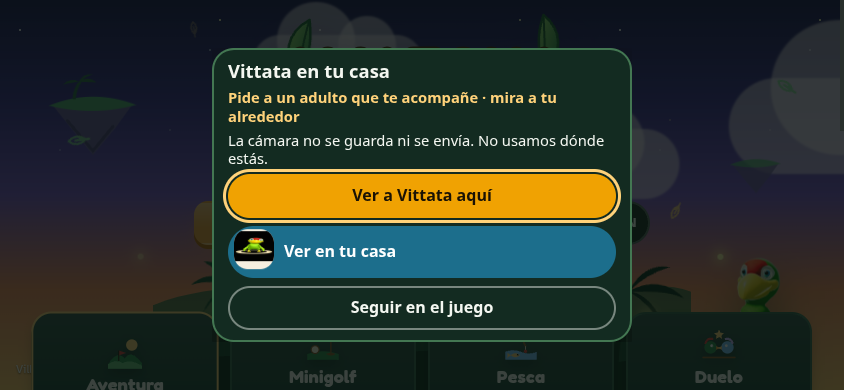 Vittata en tu casa
Pide a un adulto que te acompañe · mira a tu
alrededor
La cámara no se guarda ni se envía. No usamos dónde
estás.
Ver a Vittata aquí
Ver en tu casa
Seguir en el juego
Aventura
Minigolf
Pesca
Duelo